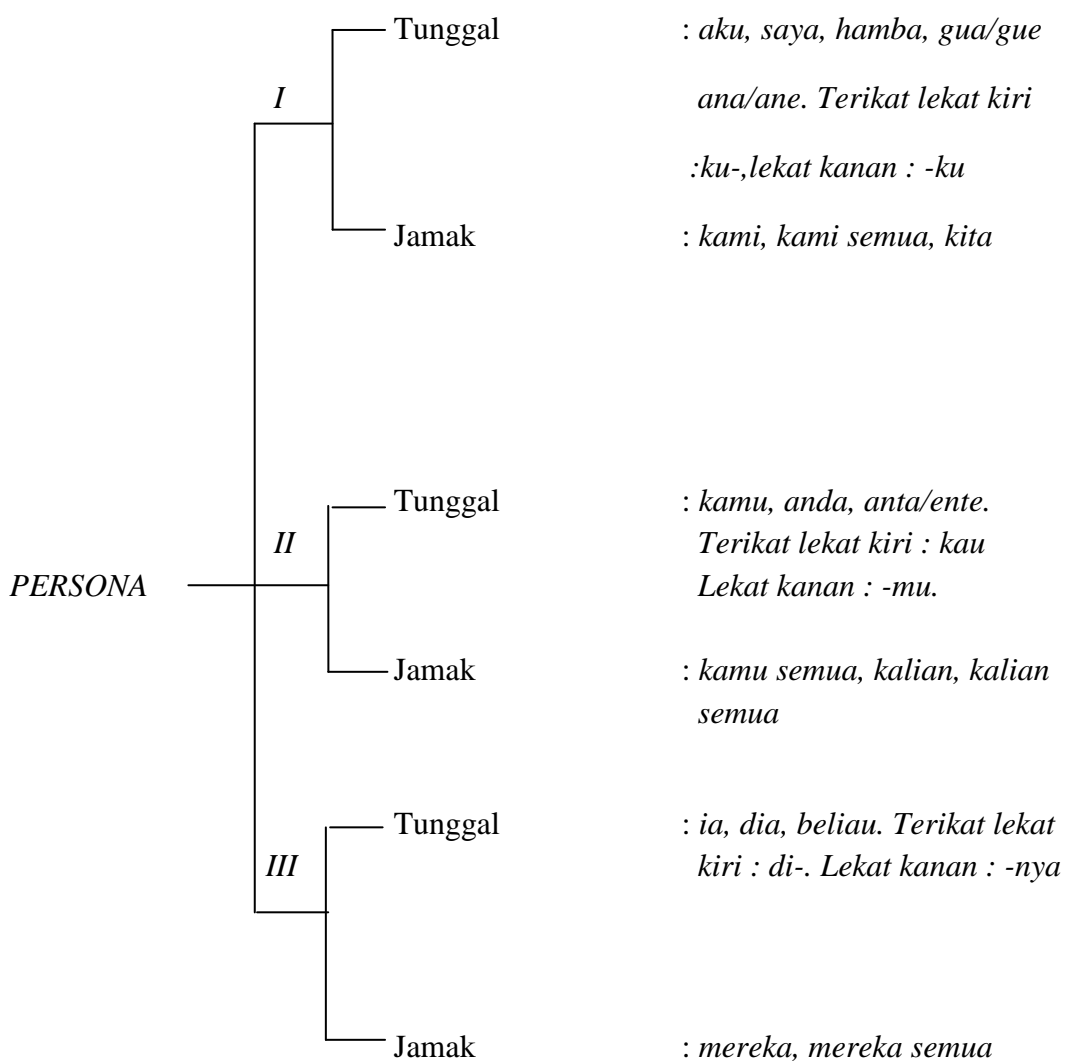 Tunggal : aku, saya, hamba, gua/gue
I ana/ane. Terikat lekat kiri
:ku-,lekat kanan : -ku
Jamak : kami, kami semua, kita
Tunggal : kamu, anda, anta/ente.
II Terikat lekat kiri : kau
PERSONA Lekat kanan : -mu.
Jamak : kamu semua, kalian, kalian
semua
Tunggal : ia, dia, beliau. Terikat lekat
III kiri : di-. Lekat kanan : -nya
Jamak : mereka, mereka semua